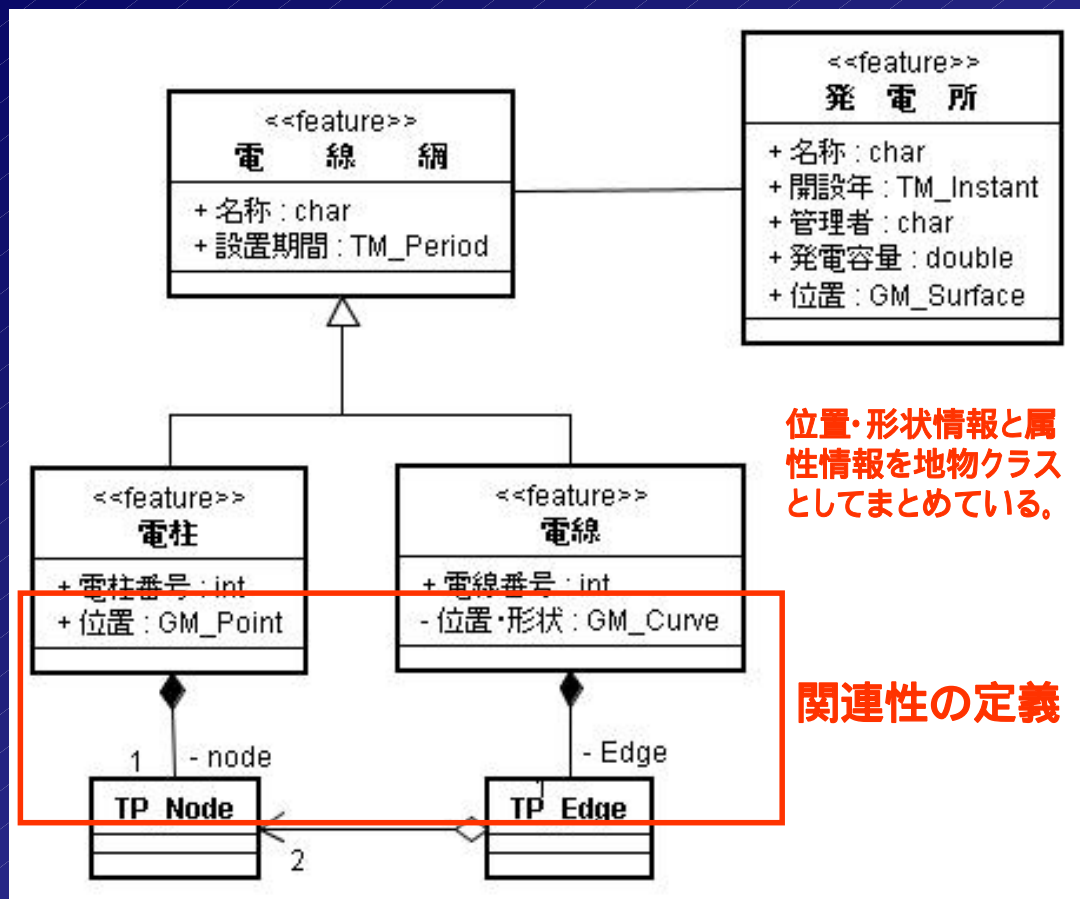 <<feature>>
電 線 網
+ 名称 : char
+ 設置期間 : TM_Period
<<feature>>
発 電 所
+ 名称 : char
+ 開設年 : TM_Instant
+ 管理者 : char
+ 発電容量 : double
+ 位置 : GM_Surface
位置・形状情報と属
性情報を地物クラス
としてまとめている。
<<feature>>
電柱
+ 電柱番号 : int
+ 位置 : GM_Point
<<feature>>
電線
+ 電線番号 : int
- 位置・形状 : GM_Curve
関連性の定義
1
- node
- Edge
1
TP_Node
TP_Edge
2